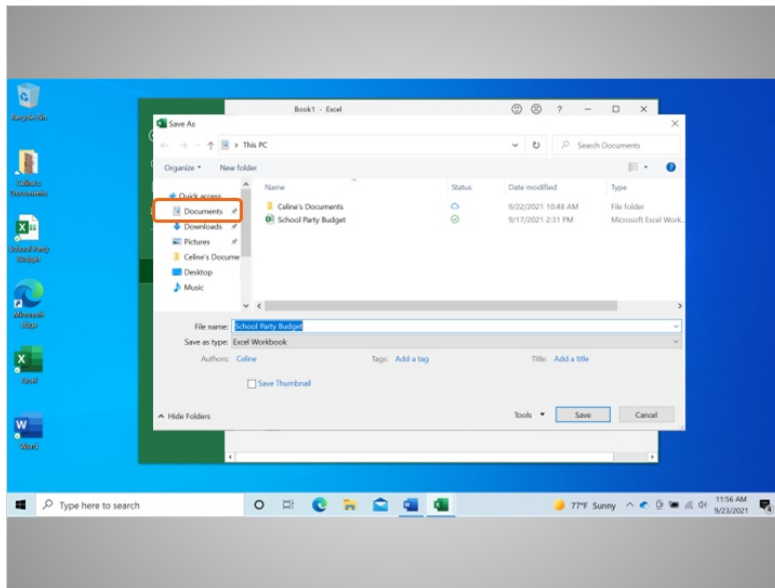 Book1 - Excel
?
Save As
This PC
Search Documents
Organize
New folder
Name
Status
Date modified
Type
Quick access
Documents
Downloads
Pictures
Celine's Docume
Desktop
Music
Celine's Documents
9/22/2021 10:48 AM
File folder
School Party Budget
9/17/2021 2:31 PM
Microsoft Excel Work...
File name: School Party Budget
Save as type: Excel Workbook
Authors: Celine
Tags: Add a tag
Title: Add a title
Save Thumbnail
Hide Folders
Tools
Save
Cancel
Recycle Bin
Celine's
Documents
School Party
Budget
Microsoft
Edge
Excel
Word
Type here to search
77°F Sunny
11:56 AM
9/23/2021